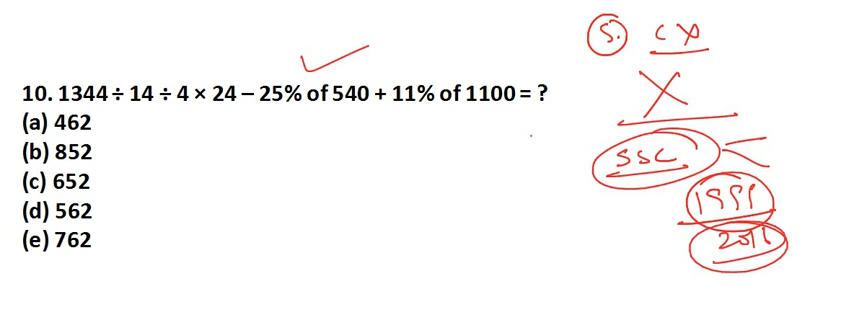 10. 1344 ÷ 14 ÷ 4 × 24 – 25% of 540 + 11% of 1100 = ?
(a) 462
(b) 852
(c) 652
(d) 562
(e) 762
S.
X
SSC